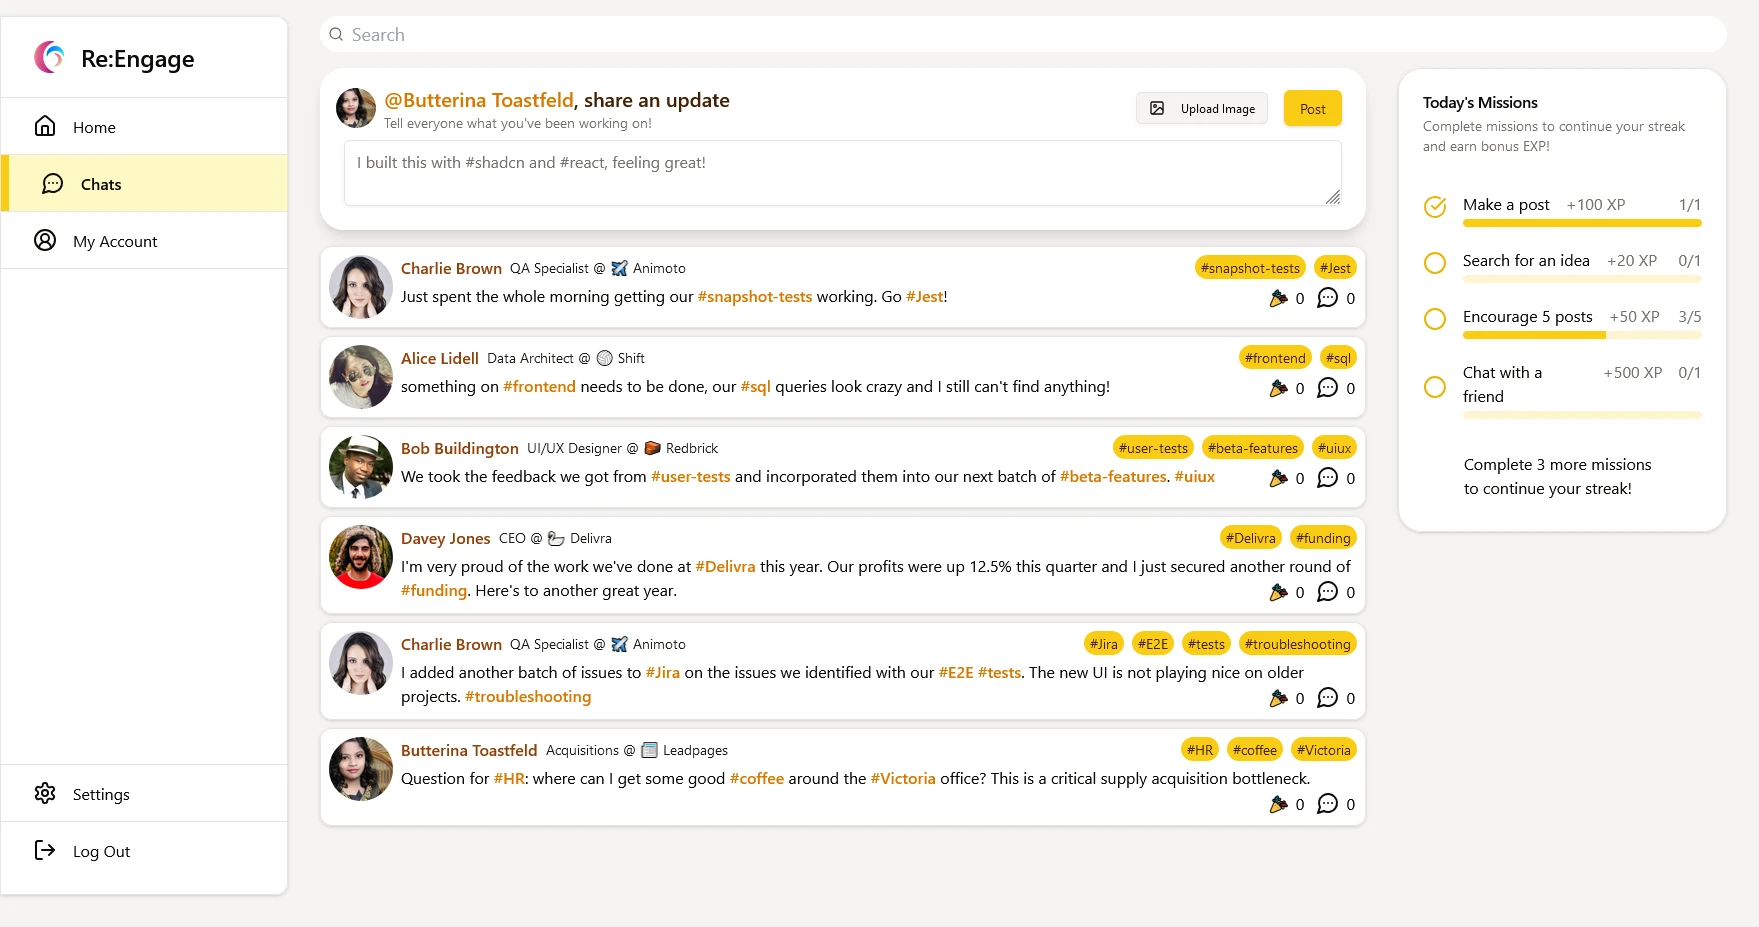 Re:Engage
Home
Chats
My Account
Settings
Log Out
Search
@Butterina Toastfeld, share an update
Tell everyone what you've been working on!
Upload Image
Post
I built this with #shadcn and #react, feeling great!
Charlie Brown QA Specialist @ Animoto
#snapshot-tests #Jest
Just spent the whole morning getting our #snapshot-tests working. Go #Jest!
0 0
Alice Lidell Data Architect @ Shift
#frontend #sql
something on #frontend needs to be done, our #sql queries look crazy and I still can't find anything!
0 0
Bob Buildington UI/UX Designer @ Redbrick
#user-tests #beta-features #uiux
We took the feedback we got from #user-tests and incorporated them into our next batch of #beta-features. #uiux
0 0
Davey Jones CEO @ Delivra
#Delivra #funding
I'm very proud of the work we've done at #Delivra this year. Our profits were up 12.5% this quarter and I just secured another round of
#funding. Here's to another great year.
0 0
Charlie Brown QA Specialist @ Animoto
#Jira #E2E #tests #troubleshooting
I added another batch of issues to #Jira on the issues we identified with our #E2E #tests. The new UI is not playing nice on older
projects. #troubleshooting
0 0
Butterina Toastfeld Acquisitions @ Leadpages
#HR #coffee #Victoria
Question for #HR: where can I get some good #coffee around the #Victoria office? This is a critical supply acquisition bottleneck.
0 0
Today's Missions
Complete missions to continue your streak
and earn bonus EXP!
Make a post +100 XP 1/1
Search for an idea +20 XP 0/1
Encourage 5 posts +50 XP 3/5
Chat with a +500 XP 0/1
friend
Complete 3 more missions
to continue your streak!